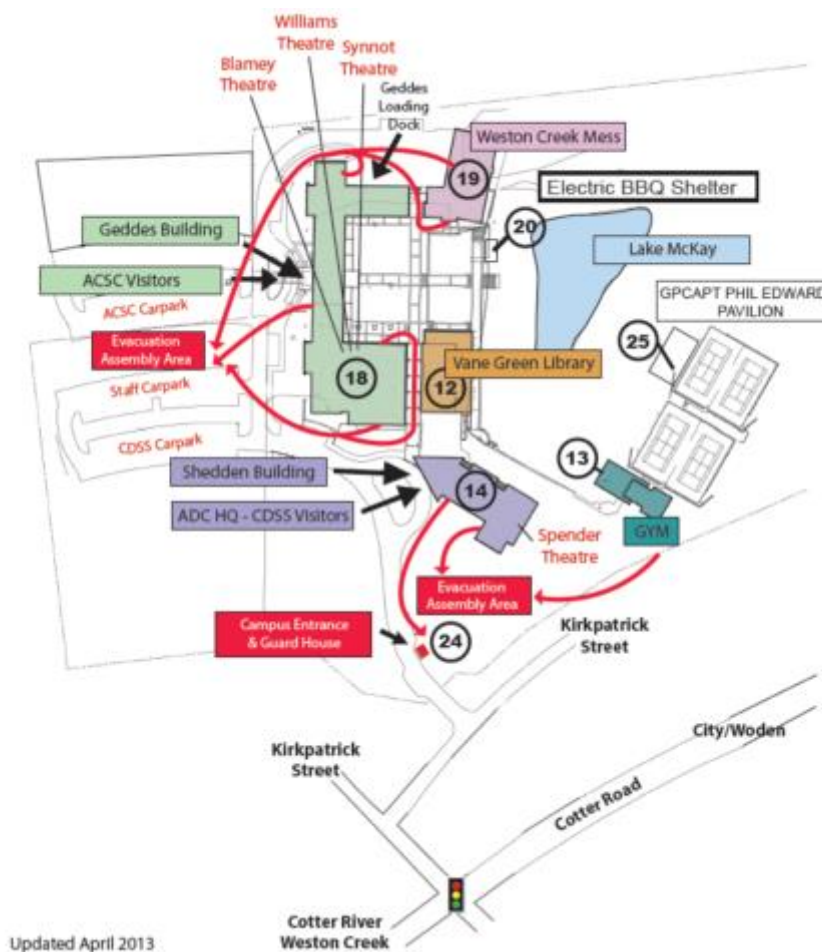 Williams
Theatre
Synnot
Theatre
Blamey
Theatre
Geddes
Loading
Dock
Weston Creek Mess
19
Electric BBQ Shelter
20
Geddes Building
Lake McKay
ACSC Visitors
GPCAPT PHIL EDWARD
PAVILION
ACSC Carpark
Evacuation
Assembly Area
25
Vane Green Library
18
12
Staff Carpark
CDSS Carpark
13
Shedden Building
14
ADC HQ - CDSS Visitors
Spender
Theatre
GYM
Evacuation
Assembly Area
Campus Entrance
& Guard House
24
Kirkpatrick
Street
City/Woden
Kirkpatrick
Street
Cotter Road
Cotter River
Weston Creek
Updated April 2013